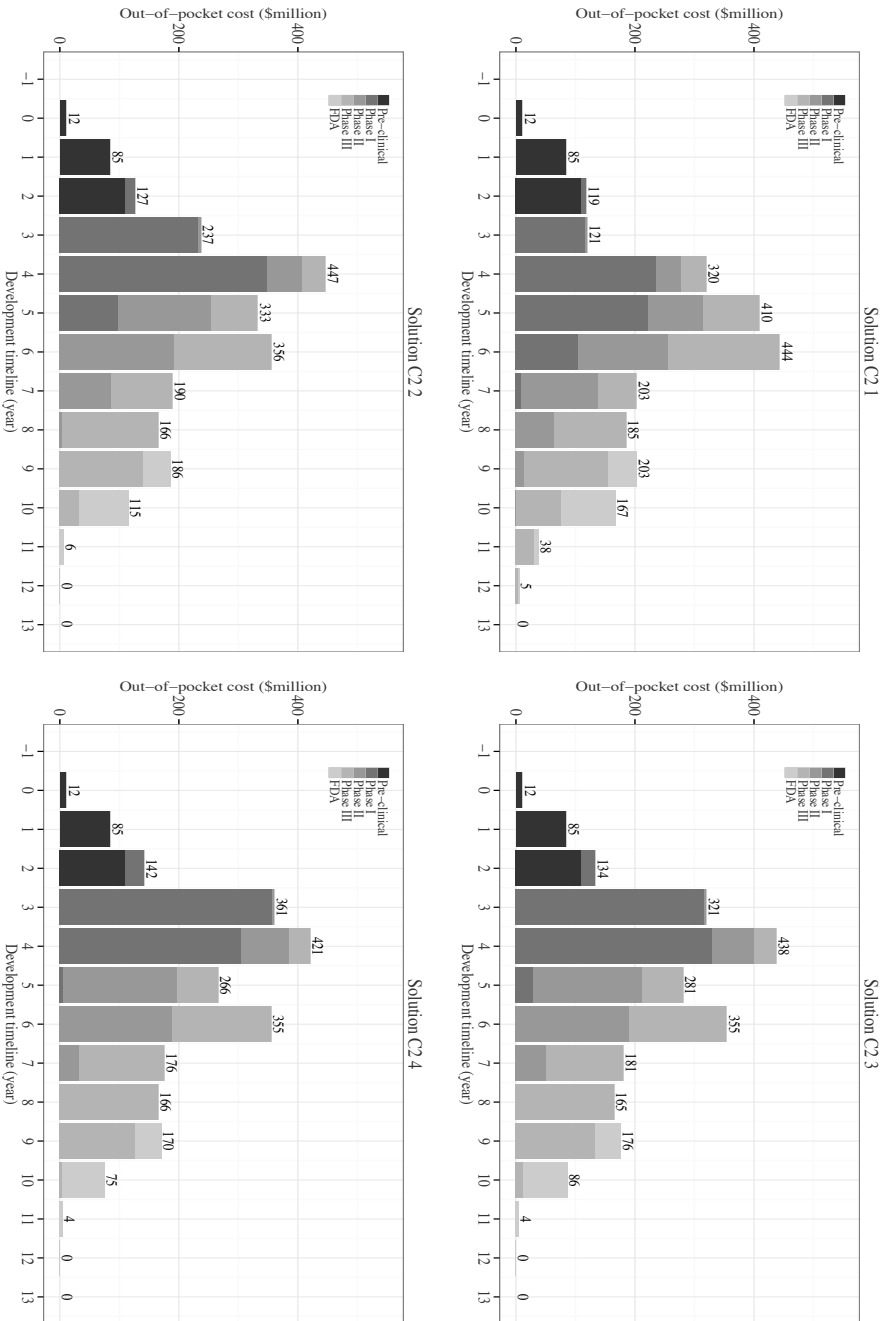 Solution C2 1
Out−of−pocket cost ($million)
400
200
0
Pre−clinical
Phase I
Phase II
Phase III
FDA
12
85
119
121
320
410
444
203
185
203
167
38
5
0
−1 0 1 2 3 4 5 6 7 8 9 10 11 12 13
Development timeline (year)
Solution C2 3
Out−of−pocket cost ($million)
400
200
0
Pre−clinical
Phase I
Phase II
Phase III
FDA
12
85
134
321
438
281
355
181
165
176
86
4
0
0
−1 0 1 2 3 4 5 6 7 8 9 10 11 12 13
Development timeline (year)
Solution C2 2
Out−of−pocket cost ($million)
400
200
0
Pre−clinical
Phase I
Phase II
Phase III
FDA
12
85
127
237
447
333
356
190
166
186
115
6
0
0
−1 0 1 2 3 4 5 6 7 8 9 10 11 12 13
Development timeline (year)
Solution C2 4
Out−of−pocket cost ($million)
400
200
0
Pre−clinical
Phase I
Phase II
Phase III
FDA
12
85
142
361
421
266
355
176
166
170
75
4
0
0
−1 0 1 2 3 4 5 6 7 8 9 10 11 12 13
Development timeline (year)